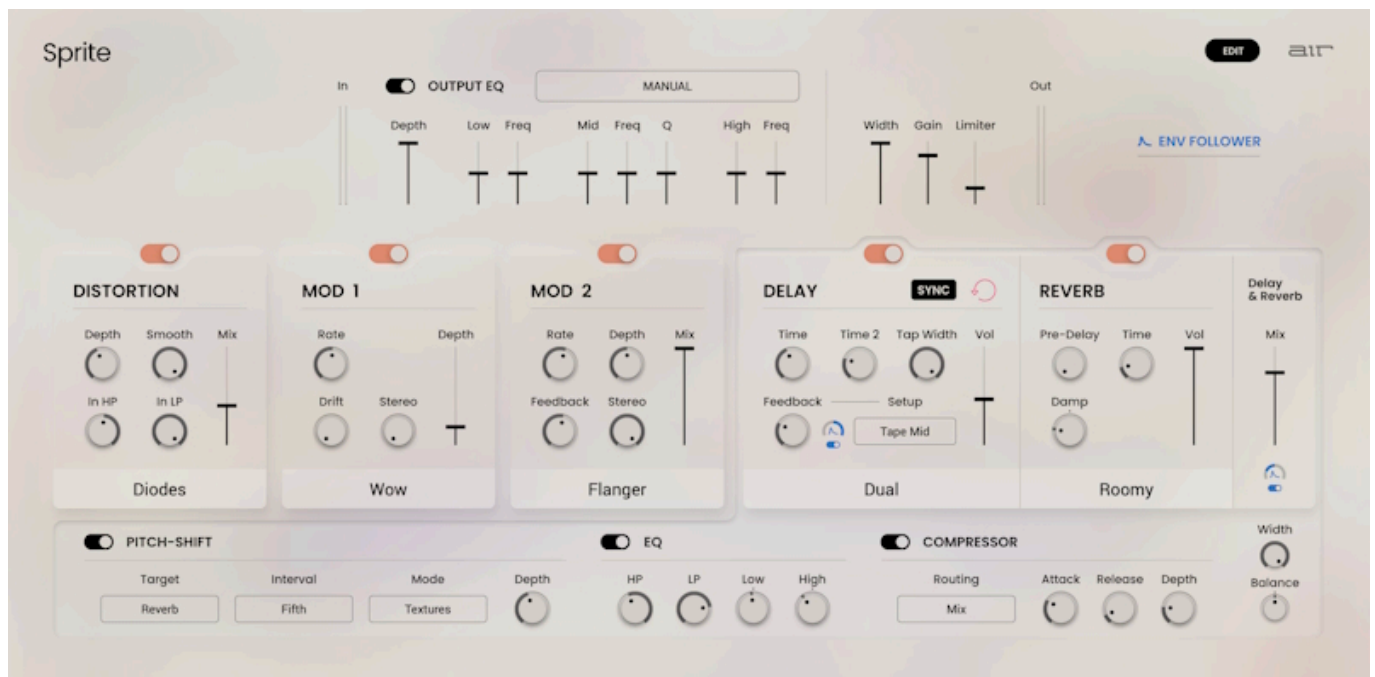 Sprite
EDIT
air
In
OUTPUT EQ
MANUAL
Out
Depth Low Freq Mid Freq Q High Freq Width Gain Limiter
ENV FOLLOWER
DISTORTION
Depth Smooth Mix
In HP In LP
Diodes
MOD 1
Rate Depth
Drift Stereo
Wow
MOD 2
Rate Depth Mix
Feedback Stereo
Flanger
DELAY SYNC
Time Time 2 Tap Width Vol
Feedback Setup
Tape Mid
Dual
REVERB
Pre-Delay Time Vol
Damp
Roomy
Delay
& Reverb
Mix
PITCH-SHIFT
Target Interval Mode Depth
Reverb Fifth Textures
EQ
HP LP Low High
COMPRESSOR
Routing Attack Release Depth
Mix
Width
Balance